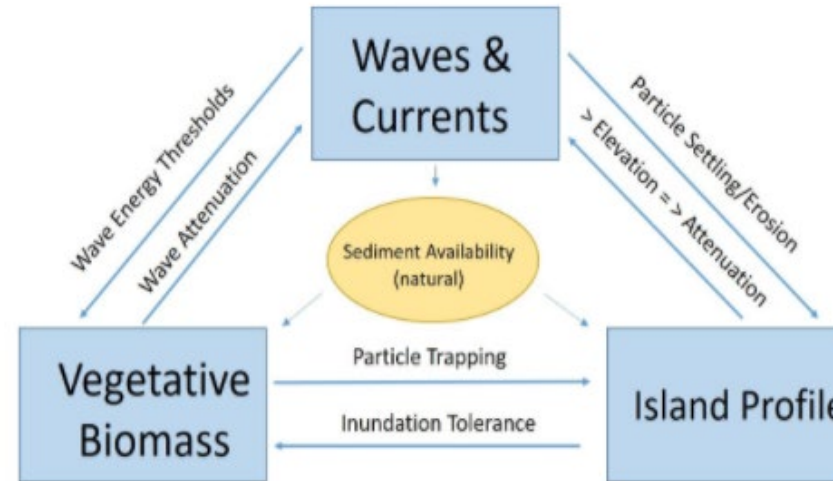 Waves &
Currents
Wave Energy Thresholds
Wave Attenuation
Particle Settling/Erosion
> Elevation = > Attenuation
Sediment Availability
(natural)
Vegetative
Biomass
Particle Trapping
Inundation Tolerance
Island Profile